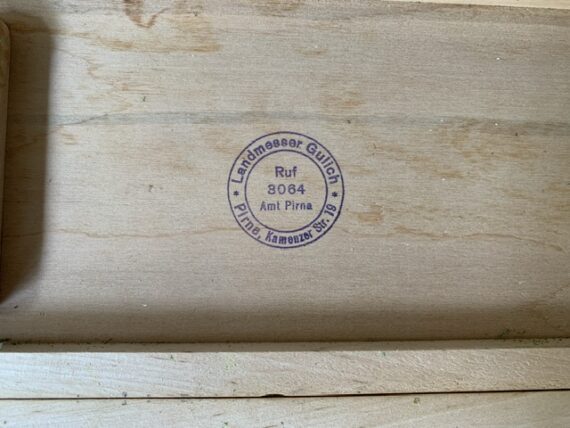 * Landmesser Gulich *
Ruf
3064
Amt Pirna
Pirna, Kamenzer Str. 19